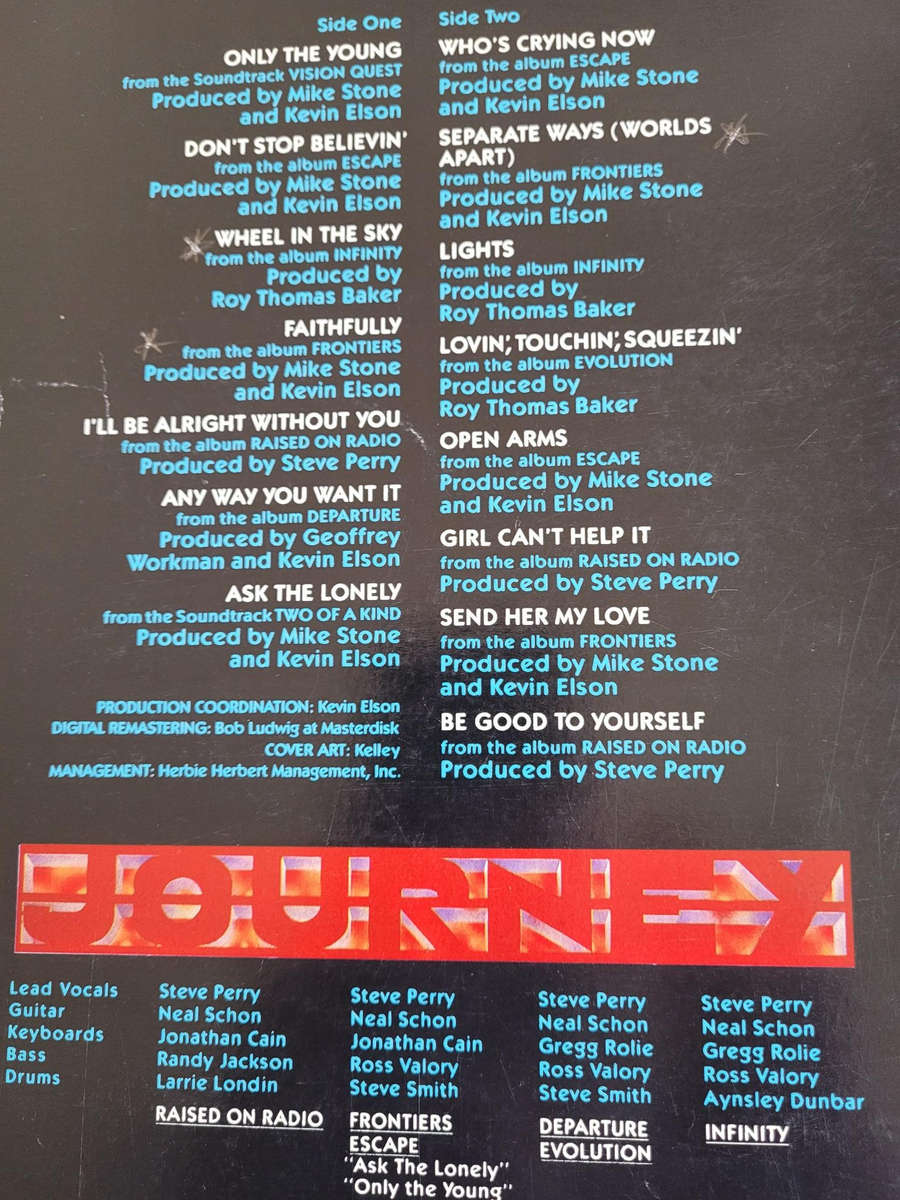 Side One
ONLY THE YOUNG
from the Soundtrack VISION QUEST
Produced by Mike Stone
and Kevin Elson
DON'T STOP BELIEVIN'
from the album ESCAPE
Produced by Mike Stone
and Kevin Elson
WHEEL IN THE SKY
from the album INFINITY
Produced by
Roy Thomas Baker
FAITHFULLY
from the album FRONTIERS
Produced by Mike Stone
and Kevin Elson
I'LL BE ALRIGHT WITHOUT YOU
from the album RAISED ON RADIO
Produced by Steve Perry
ANY WAY YOU WANT IT
from the album DEPARTURE
Produced by Geoffrey
Workman and Kevin Elson
ASK THE LONELY
from the Soundtrack TWO OF A KIND
Produced by Mike Stone
and Kevin Elson
PRODUCTION COORDINATION: Kevin Elson
DIGITAL REMASTERING: Bob Ludwig at Masterdisk
COVER ART: Kelley
MANAGEMENT: Herbie Herbert Management, Inc.
Side Two
WHO'S CRYING NOW
from the album ESCAPE
Produced by Mike Stone
and Kevin Elson
SEPARATE WAYS (WORLDS
APART)
from the album FRONTIERS
Produced by Mike Stone
and Kevin Elson
LIGHTS
from the album INFINITY
Produced by
Roy Thomas Baker
LOVIN', TOUCHIN', SQUEEZIN'
from the album EVOLUTION
Produced by
Roy Thomas Baker
OPEN ARMS
from the album ESCAPE
Produced by Mike Stone
and Kevin Elson
GIRL CAN'T HELP IT
from the album RAISED ON RADIO
Produced by Steve Perry
SEND HER MY LOVE
from the album FRONTIERS
Produced by Mike Stone
and Kevin Elson
BE GOOD TO YOURSELF
from the album RAISED ON RADIO
Produced by Steve Perry
JOURNEY
Lead Vocals
Guitar
Keyboards
Bass
Drums
Steve Perry
Neal Schon
Jonathan Cain
Randy Jackson
Larrie Londin
RAISED ON RADIO
Steve Perry
Neal Schon
Jonathan Cain
Ross Valory
Steve Smith
FRONTIERS
ESCAPE
"Ask The Lonely"
"Only the Young"
Steve Perry
Neal Schon
Gregg Rolie
Ross Valory
Steve Smith
DEPARTURE
EVOLUTION
Steve Perry
Neal Schon
Gregg Rolie
Ross Valory
Aynsley Dunbar
INFINITY